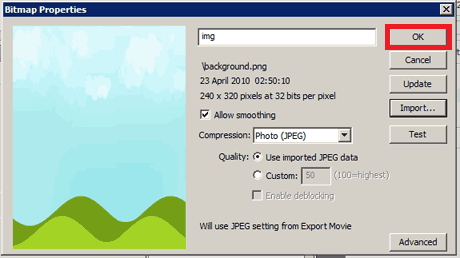 Bitmap Properties
img
OK
\background.png
Cancel
23 April 2010 02:50:10
240 x 320 pixels at 32 bits per pixel
Update
Allow smoothing
Import...
Compression: Photo (JPEG)
Test
Quality: Use imported JPEG data
Custom: 50 (100=highest)
Enable deblocking
Will use JPEG setting from Export Movie
Advanced